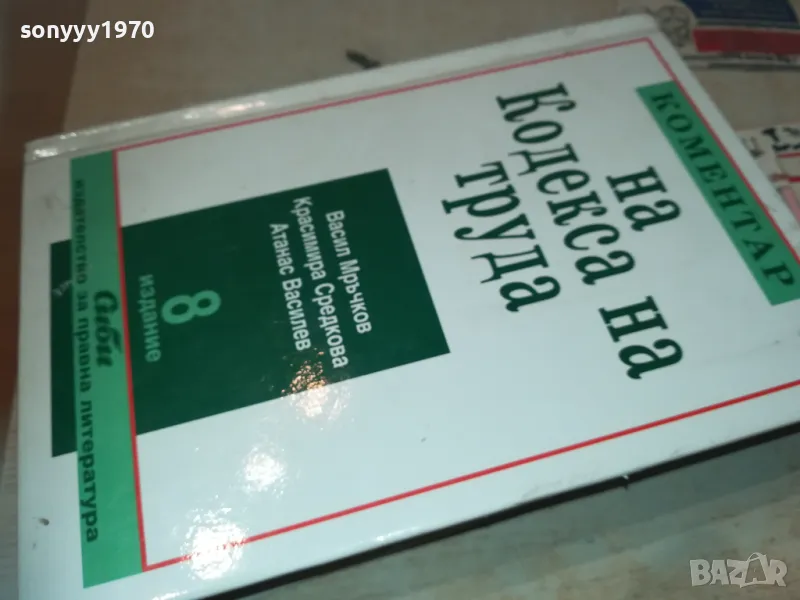 sonyyy1970
КОМЕНТАР
на
Кодекса на
труда
Васил Мръчков
Красимира Средкова
Атанас Василев
8
издание
Сиби
издателство за правна литература
BAZAR